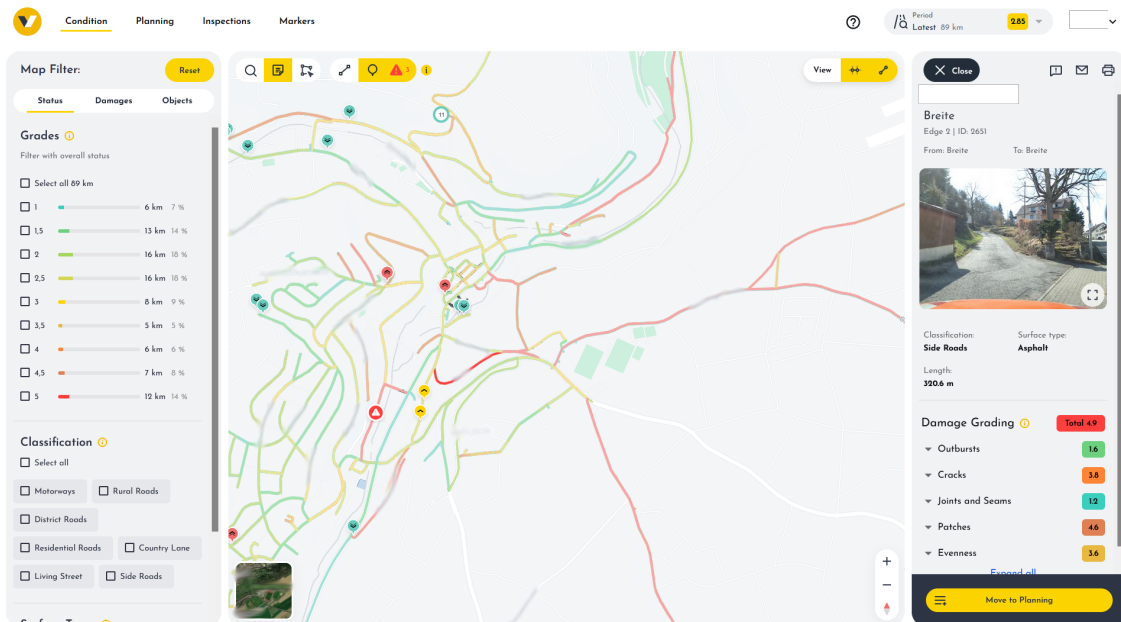 Condition
Planning
Inspections
Markers
Period
Latest 89 km
2.85
Map Filter:
Reset
Status
Damages
Objects
Grades
Filter with overall status
Select all 89 km
1 6 km 7 %
1,5 13 km 14 %
2 16 km 18 %
2,5 16 km 18 %
3 8 km 9 %
3,5 5 km 5 %
4 6 km 6 %
4,5 7 km 8 %
5 12 km 14 %
Classification
Select all
Motorways
Rural Roads
District Roads
Residential Roads
Country Lane
Living Street
Side Roads
3
11
View
Close
Breite
Edge 2 | ID: 2651
From: Breite To: Breite
Classification: Surface type:
Side Roads Asphalt
Length:
320.6 m
Damage Grading Total 4.9
Outbursts 1.6
Cracks 3.8
Joints and Seams 1.2
Patches 4.6
Evenness 3.6
Expand all
Move to Planning